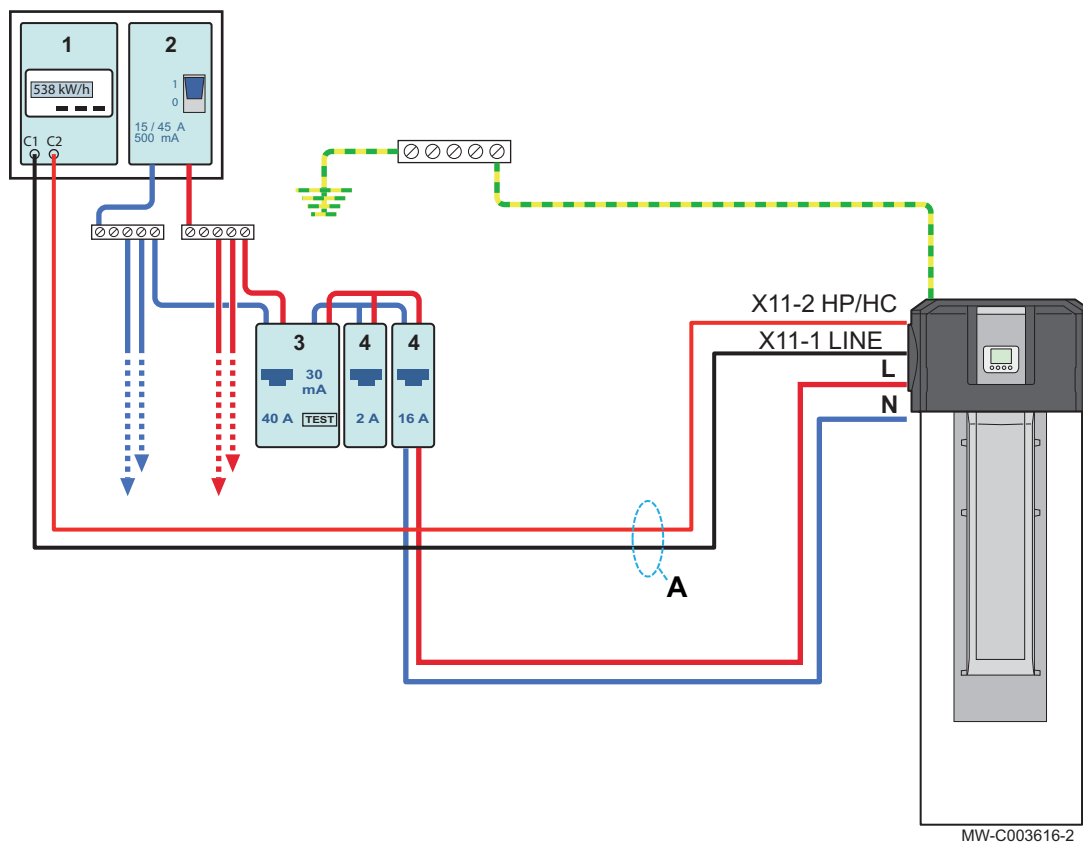 1
2
538 kW/h
1
0
15 / 45 A
500 mA
C1 C2
X11-2 HP/HC
X11-1 LINE
L
N
3
4
4
30
mA
40 A
TEST
2 A
16 A
A
MW-C003616-2